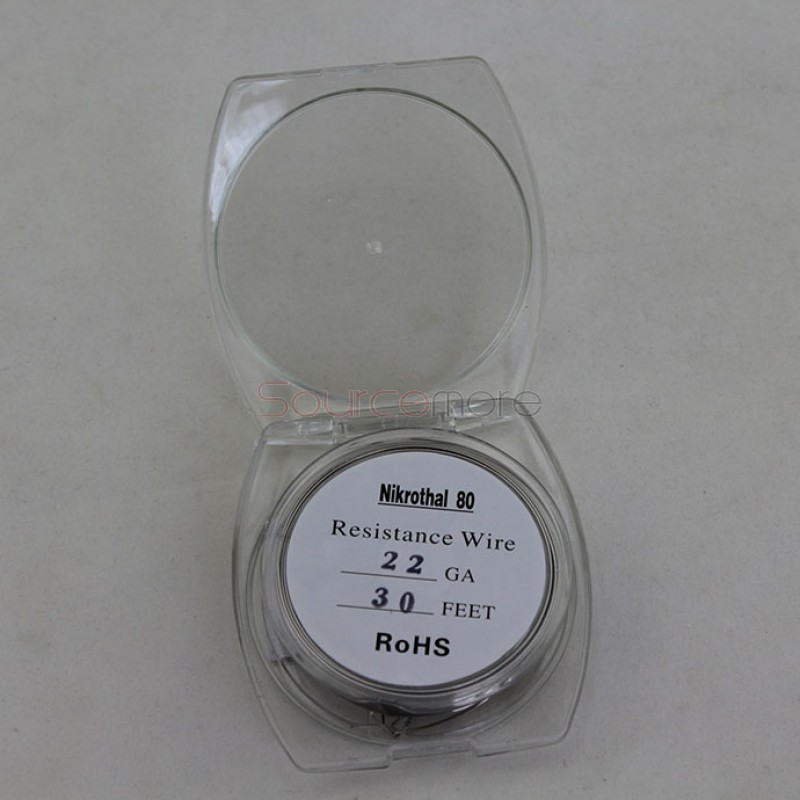 Sourcemore
Nikrothal 80
Resistance Wire
22 GA
30 FEET
RoHS